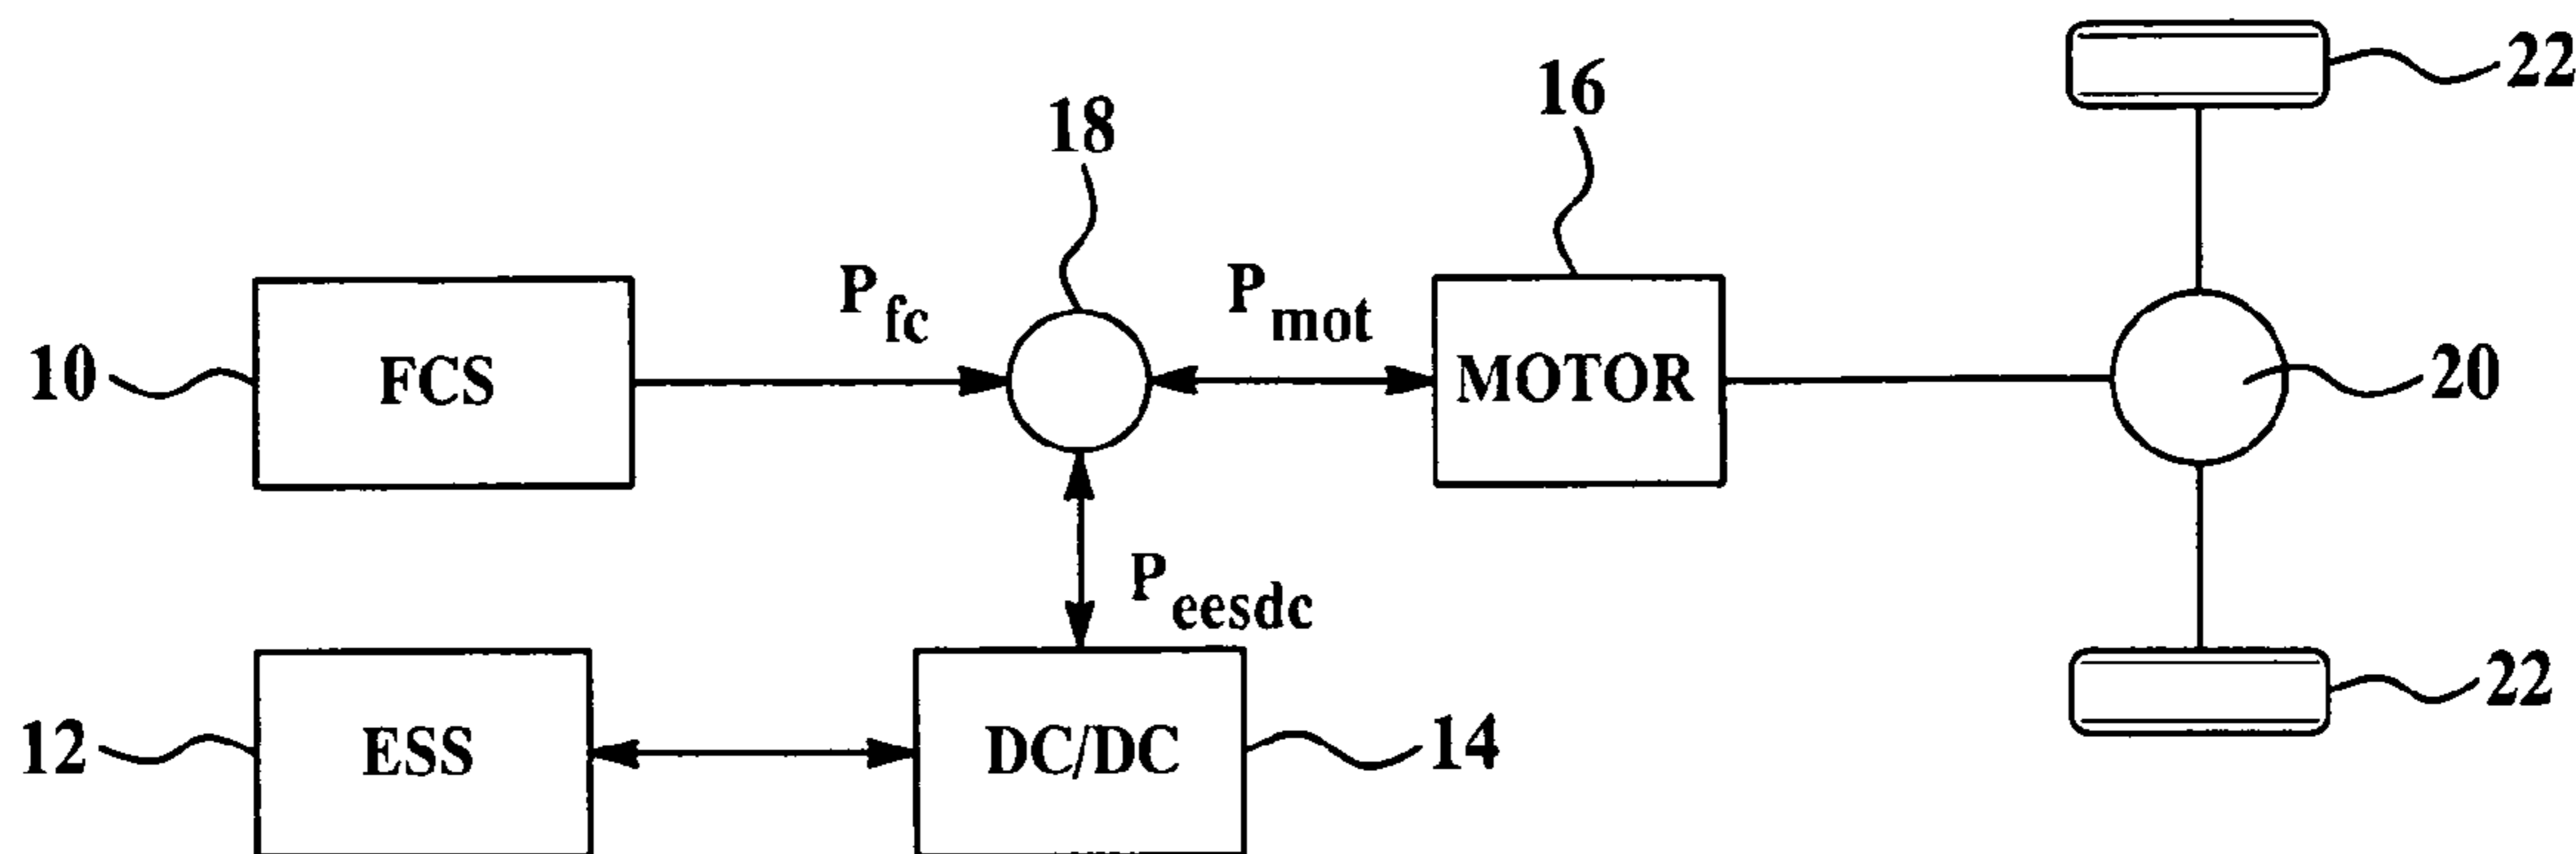 22
16
18
P fc
P mot
10
FCS
MOTOR
20
P eesdc
22
12
ESS
DC/DC
14